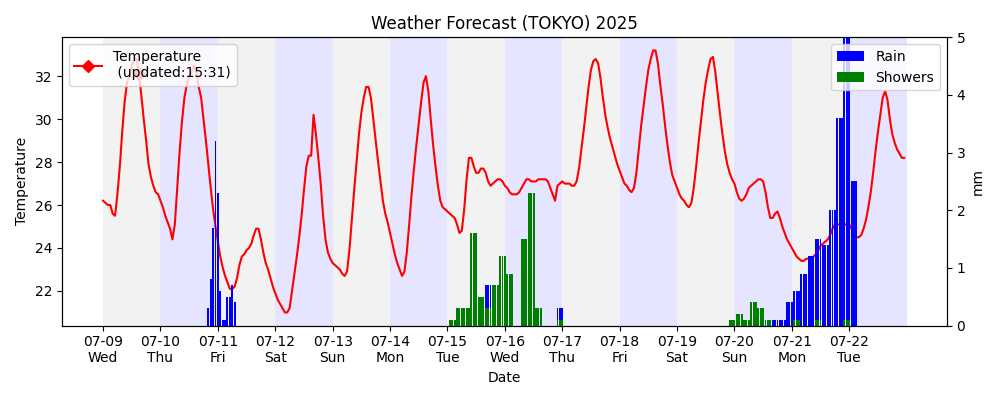 Weather Forecast (TOKYO) 2025
Temperature
(updated:15:31)
Rain
Showers
Temperature
32
30
28
26
24
22
5
4
3
2
1
0
mm
07-09 07-10 07-11 07-12 07-13 07-14 07-15 07-16 07-17 07-18 07-19 07-20 07-21 07-22
Wed Thu Fri Sat Sun Mon Tue Wed Thu Fri Sat Sun Mon Tue
Date